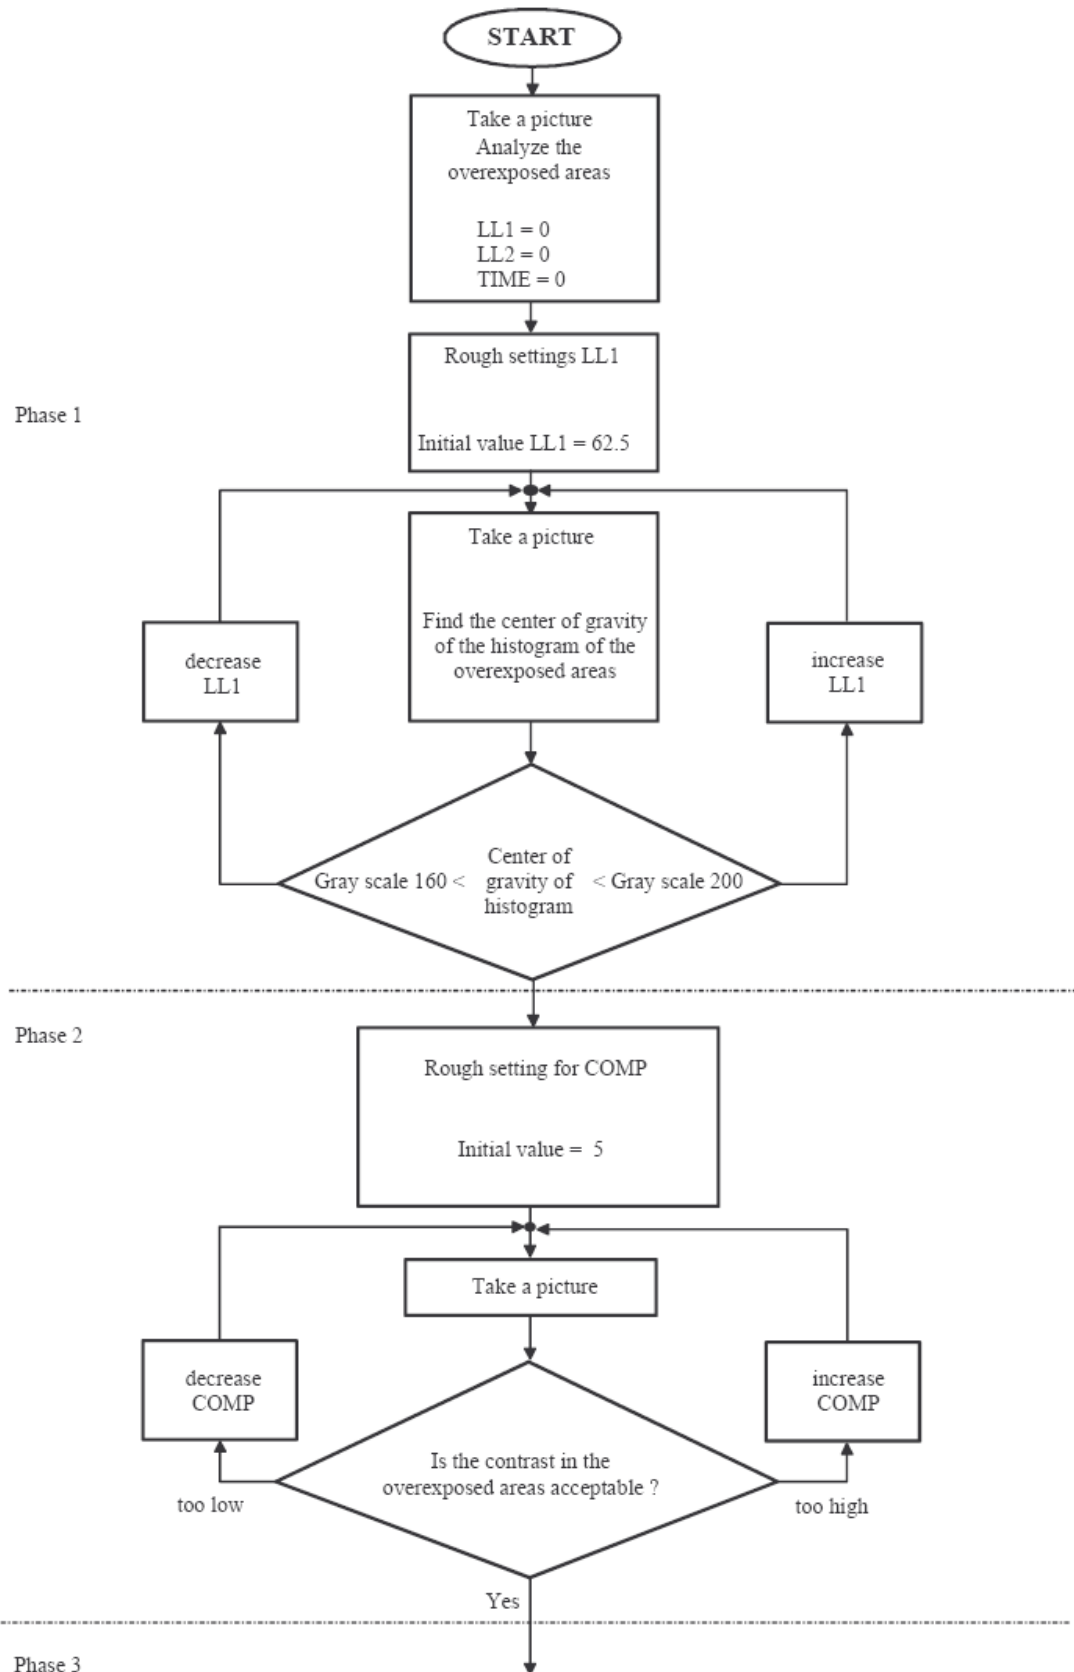 START
Take a picture
Analyze the
overexposed areas
LL1 = 0
LL2 = 0
TIME = 0
Rough settings LL1
Phase 1
Initial value LL1 = 62.5
Take a picture
Find the center of gravity
of the histogram of the
overexposed areas
decrease
LL1
increase
LL1
Center of
Gray scale 160 < gravity of < Gray scale 200
histogram
Phase 2
Rough setting for COMP
Initial value = 5
Take a picture
decrease
COMP
increase
COMP
Is the contrast in the
overexposed areas acceptable ?
too low
too high
Yes
Phase 3